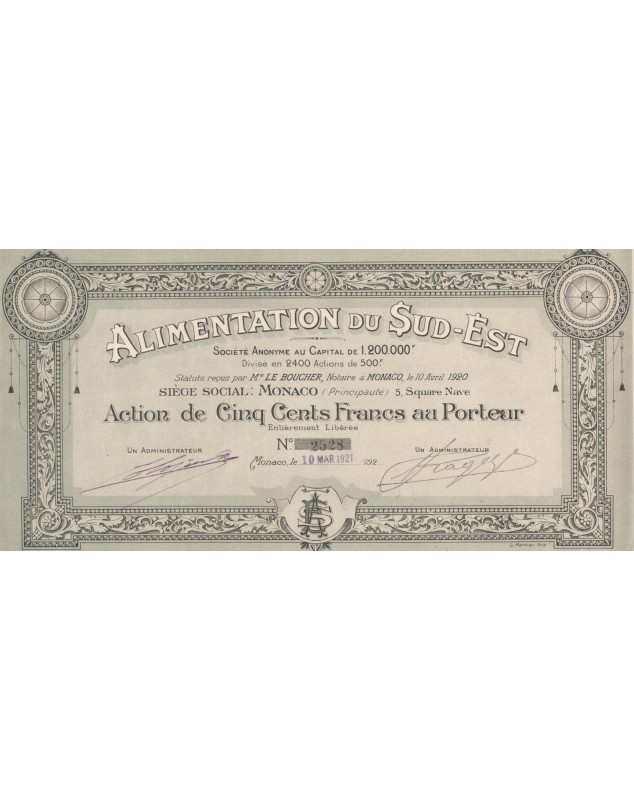 ALIMENTATION DU SUD-EST
SOCIÉTÉ ANONYME AU CAPITAL DE 1.200.000F.
Divisé en 2400 Actions de 500F.
Statuts reçus par Me LE BOUCHER, Notaire à MONACO, le 10 Avril 1920
SIÈGE SOCIAL: MONACO (Principauté) 5, Square Nave
Action de Cinq Cents Francs au Porteur
Entièrement Libérée
No. 2528
UN ADMINISTRATEUR
UN ADMINISTRATEUR
Monaco, le 10 MAR 1921 192